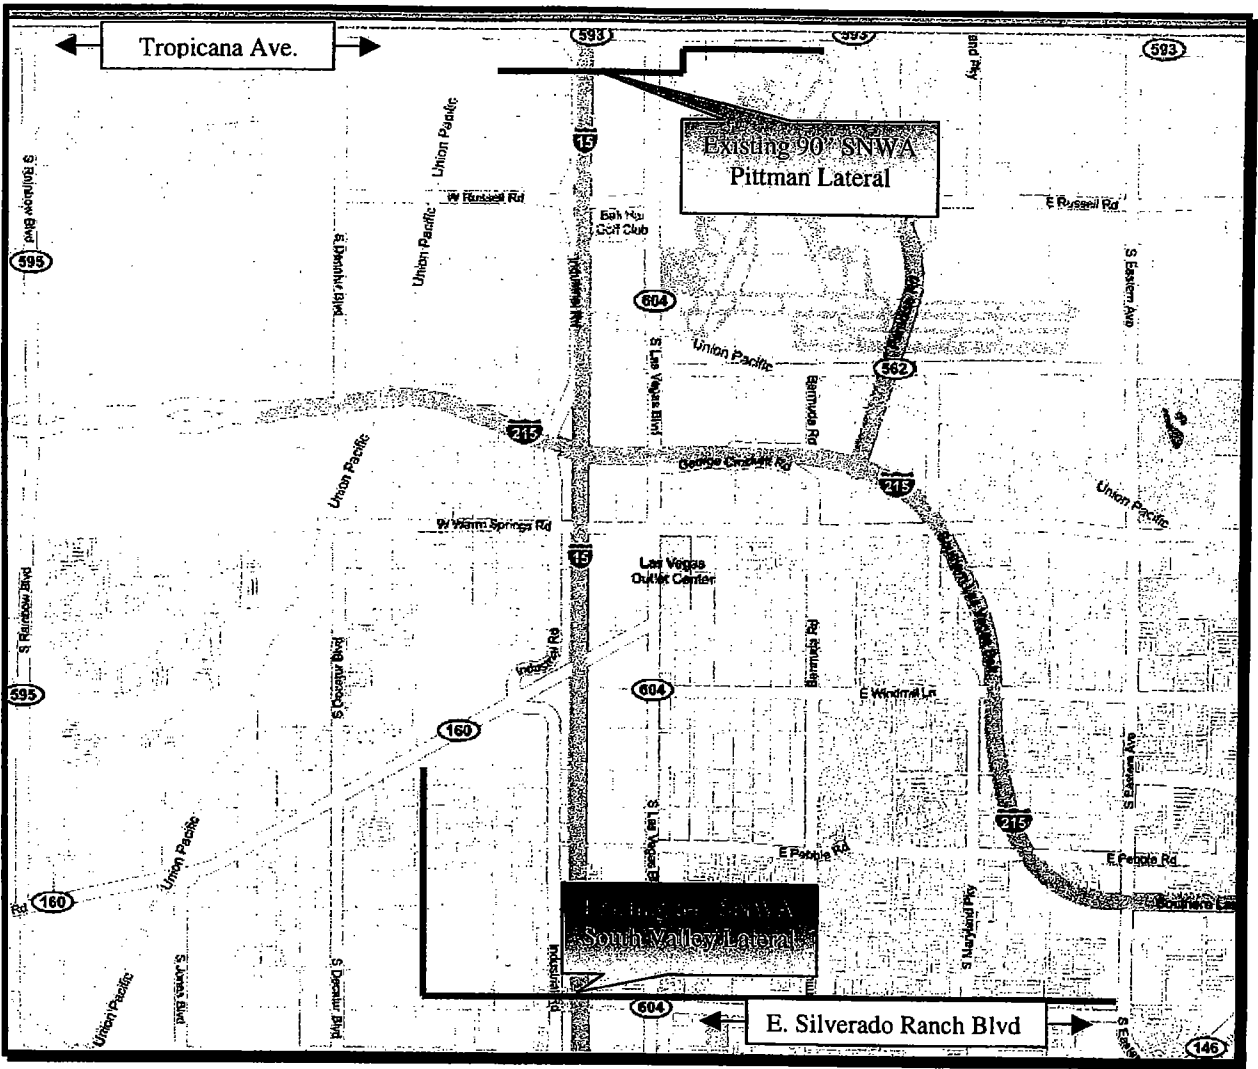 Tropicana Ave.
593
593
593
Union Pacific
15
Existing 90" SNWA
Pittman Lateral
S Rainbow Blvd
W Russell Rd
E Russell Rd
Bali Hai
Golf Club
Union Pacific
S Decatur Blvd
595
Industrial Rd
604
S Eastern Ave
Union Pacific
S Las Vegas Blvd
562
Bermuda Rd
215
George Crockett Rd
Union Pacific
215
Union Pacific
W Warm Springs Rd
15
Las Vegas
Outlet Center
S Rainbow Blvd
Industrial Rd
Bermuda Rd
S Decatur Blvd
595
604
E Windmill Ln
160
S Eastern Ave
Union Pacific
S Las Vegas B
215
E Pebble Rd
E Pebble Rd
Rd
160
SNWA
South Valley Lateral
S Maryland Pky
Union Pacific
S Jones Blvd
S Decatur Blvd
Industrial Rd
604
E. Silverado Ranch Blvd
146